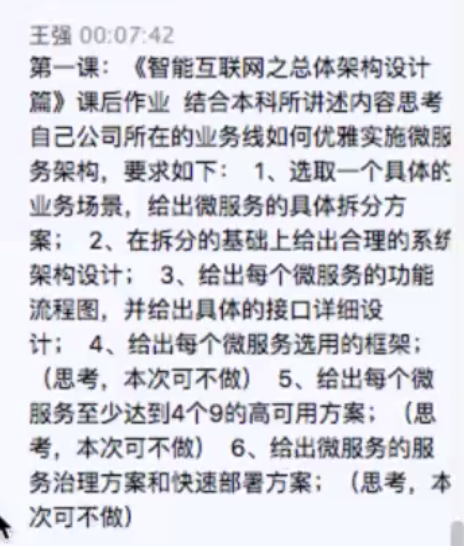 王强 00:07:42
第一课：《智能互联网之总体架构设计
篇》课后作业 结合本科所讲述内容思考
自己公司所在的业务线如何优雅实施微服
务架构，要求如下： 1、选取一个具体的
业务场景，给出微服务的具体拆分方
案； 2、在拆分的基础上给出合理的系统
架构设计； 3、给出每个微服务的功能
流程图，并给出具体的接口详细设
计； 4、给出每个微服务选用的框架；
（思考，本次可不做） 5、给出每个微
服务至少达到4个9的高可用方案；（思
考，本次可不做） 6、给出微服务的服
务治理方案和快速部署方案；（思考，本
次可不做）